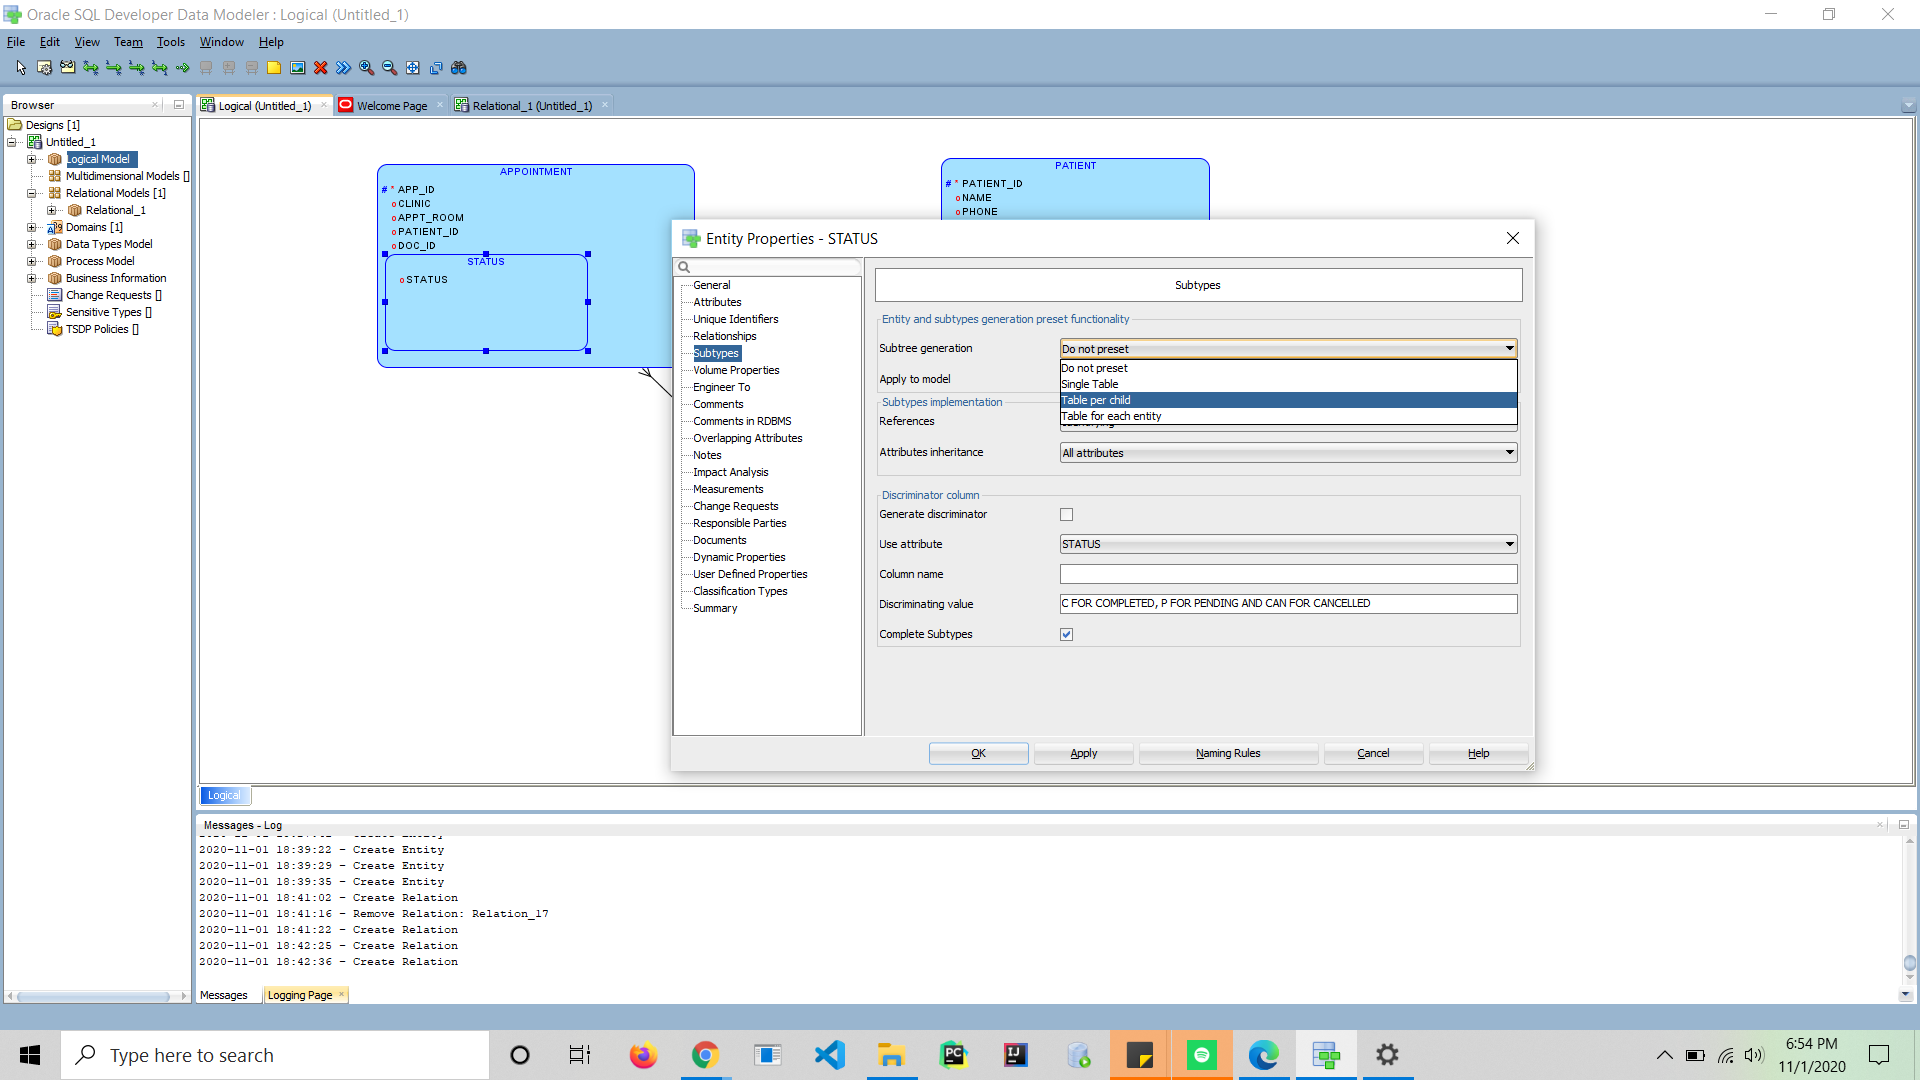 Oracle SQL Developer Data Modeler : Logical (Untitled_1)
File Edit View Team Tools Window Help
Browser
Logical (Untitled_1) Welcome Page Relational_1 (Untitled_1)
Designs [1]
Untitled_1
Logical Model
Multidimensional Models []
Relational Models [1]
Relational_1
Domains [1]
Data Types Model
Process Model
Business Information
Change Requests []
Sensitive Types []
TSDP Policies []
APPOINTMENT
# * APP_ID
o CLINIC
o APPT_ROOM
o PATIENT_ID
o DOC_ID
STATUS
o STATUS
PATIENT
# * PATIENT_ID
o NAME
o PHONE
Entity Properties - STATUS
General
Attributes
Unique Identifiers
Relationships
Subtypes
Volume Properties
Engineer To
Comments
Comments in RDBMS
Overlapping Attributes
Notes
Impact Analysis
Measurements
Change Requests
Responsible Parties
Documents
Dynamic Properties
User Defined Properties
Classification Types
Summary
Subtypes
Entity and subtypes generation preset functionality
Subtree generation Do not preset
Do not preset
Single Table
Table per child
Table for each entity
Apply to model
Subtypes implementation
References
Attributes inheritance All attributes
Discriminator column
Generate discriminator
Use attribute STATUS
Column name
Discriminating value C FOR COMPLETED, P FOR PENDING AND CAN FOR CANCELLED
Complete Subtypes
OK Apply Naming Rules Cancel Help
Logical
Messages - Log
2020-11-01 18:39:22 - Create Entity
2020-11-01 18:39:29 - Create Entity
2020-11-01 18:39:35 - Create Entity
2020-11-01 18:41:02 - Create Relation
2020-11-01 18:41:16 - Remove Relation: Relation_17
2020-11-01 18:41:22 - Create Relation
2020-11-01 18:42:25 - Create Relation
2020-11-01 18:42:36 - Create Relation
Messages Logging Page
Type here to search
PC
IJ
6:54 PM
11/1/2020